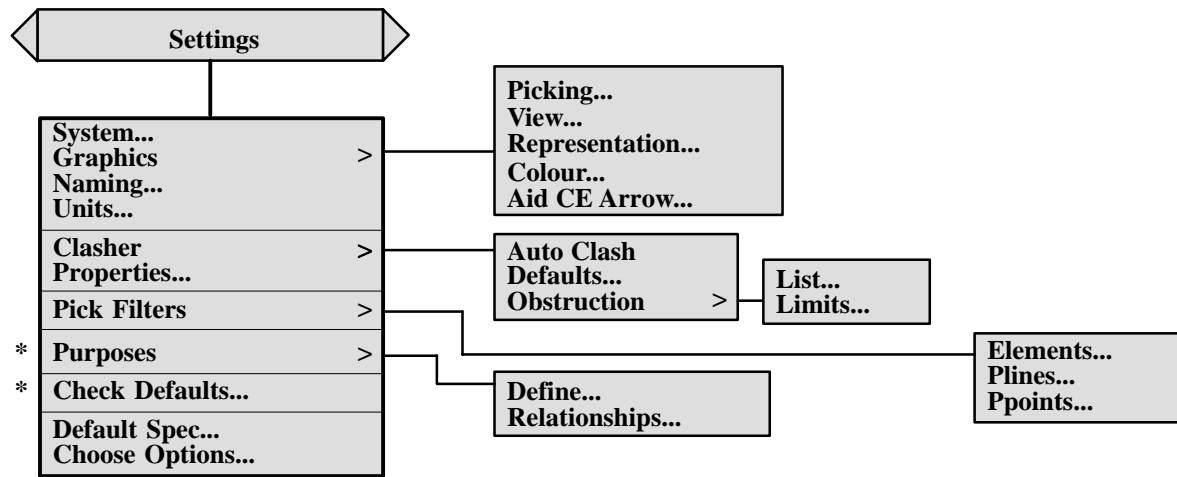 Settings
System...
Graphics >
Naming...
Units...
Clasher >
Properties...
Pick Filters >
* Purposes >
* Check Defaults...
Default Spec...
Choose Options...
Picking...
View...
Representation...
Colour...
Aid CE Arrow...
Auto Clash
Defaults...
Obstruction >
List...
Limits...
Elements...
Plines...
Ppoints...
Define...
Relationships...